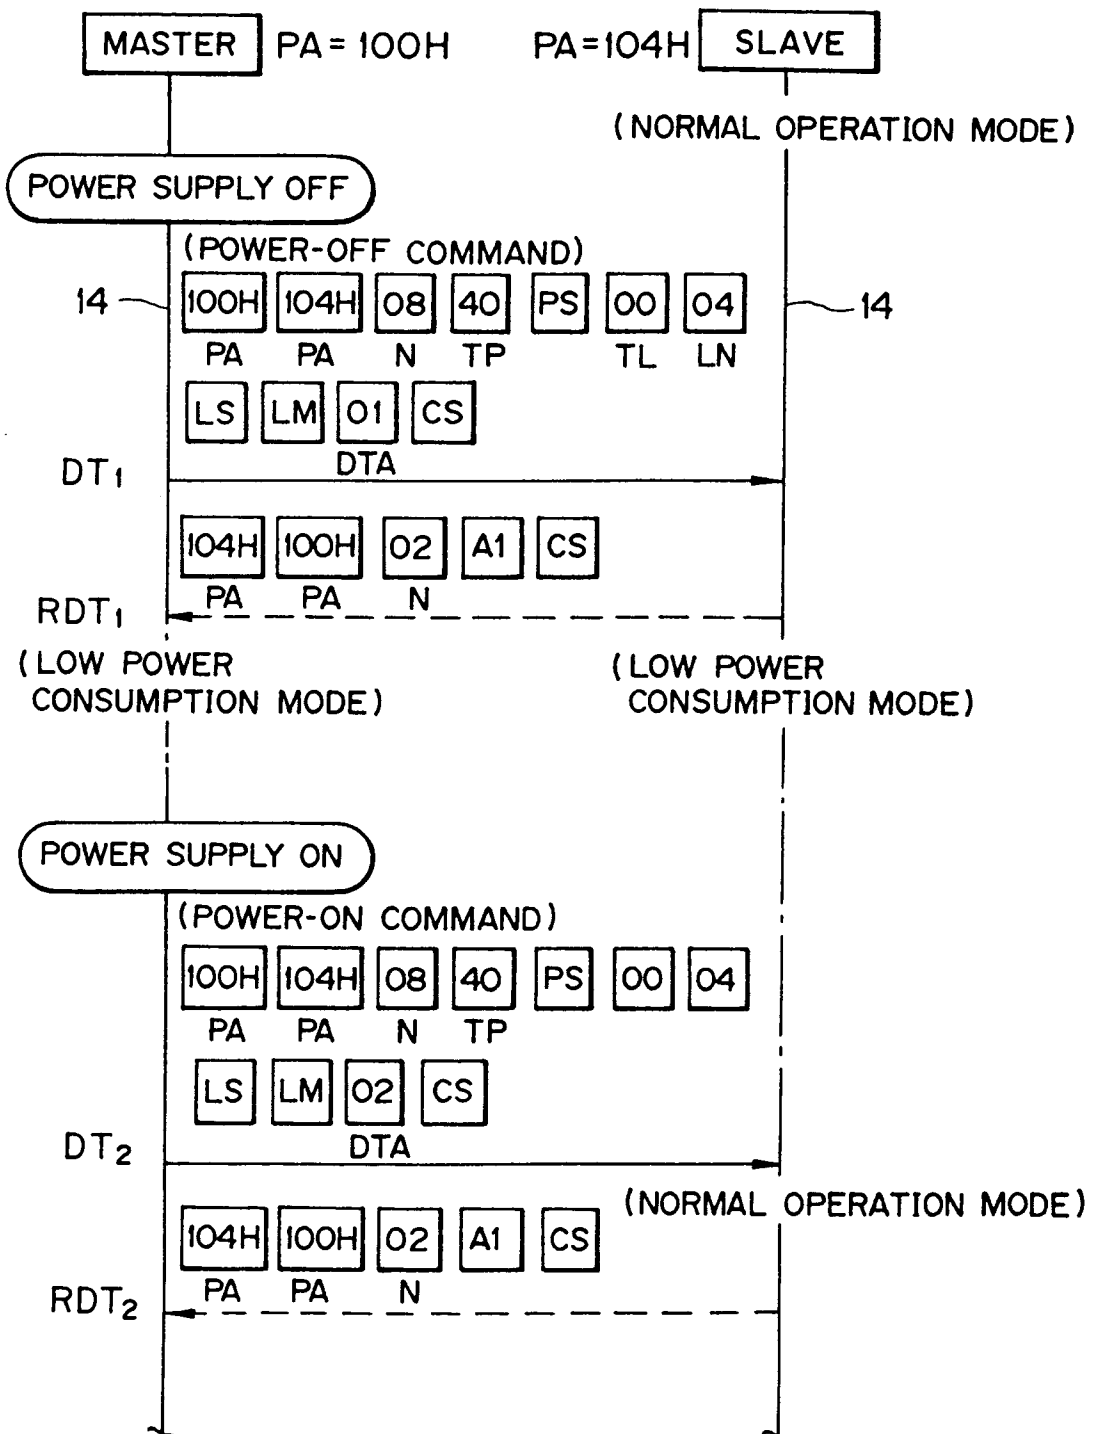 MASTER PA=100H PA=104H SLAVE
(NORMAL OPERATION MODE)
POWER SUPPLY OFF
(POWER-OFF COMMAND)
14 100H 104H 08 40 PS 00 04 14
PA PA N TP TL LN
LS LM 01 CS
DTA
DT1
104H 100H 02 A1 CS
PA PA N
RDT1
(LOW POWER
CONSUMPTION MODE)
(LOW POWER
CONSUMPTION MODE)
POWER SUPPLY ON
(POWER-ON COMMAND)
100H 104H 08 40 PS 00 04
PA PA N TP
LS LM 02 CS
DTA
DT2
(NORMAL OPERATION MODE)
104H 100H 02 A1 CS
PA PA N
RDT2